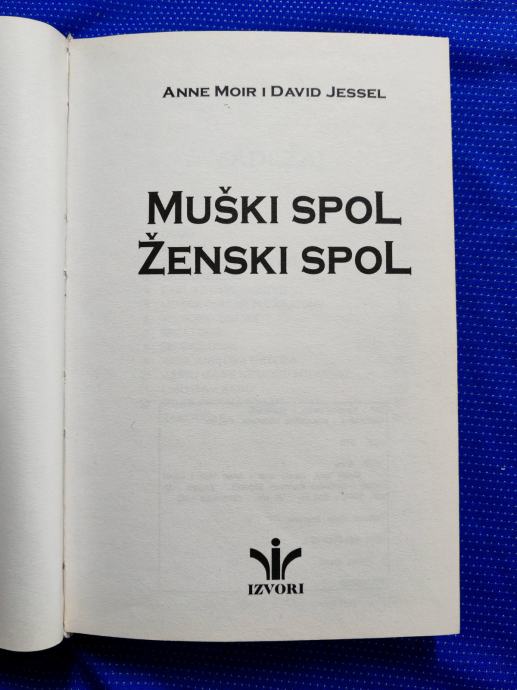 ANNE MOIR I DAVID JESSEL
MUŠKI SPOL
ŽENSKI SPOL
IZVORI